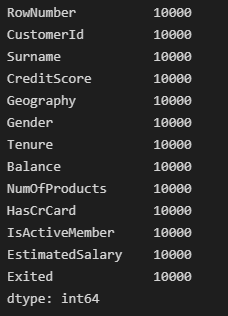 RowNumber 10000
CustomerId 10000
Surname 10000
CreditScore 10000
Geography 10000
Gender 10000
Tenure 10000
Balance 10000
NumOfProducts 10000
HasCrCard 10000
IsActiveMember 10000
EstimatedSalary 10000
Exited 10000
dtype: int64